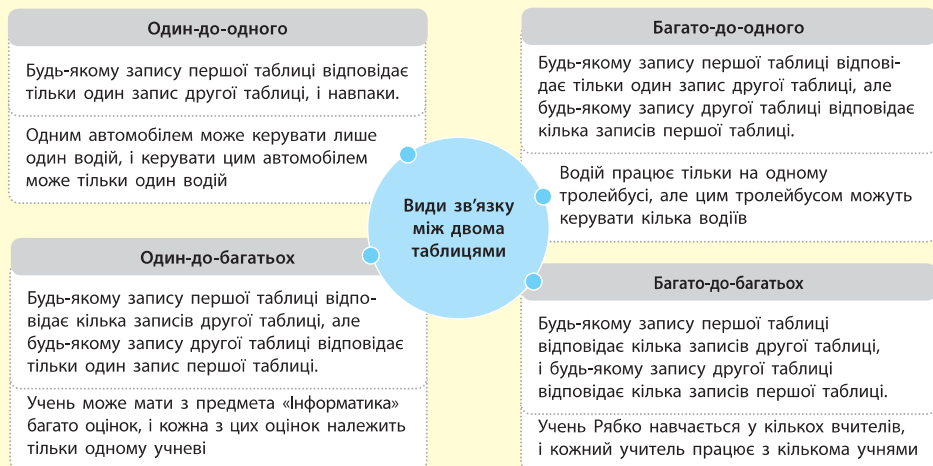 Один-до-одного
Будь-якому запису першої таблиці відповідає
тільки один запис другої таблиці, і навпаки.
Одним автомобілем може керувати лише
один водій, і керувати цим автомобілем
може тільки один водій
Багато-до-одного
Будь-якому запису першої таблиці відпові-
дає тільки один запис другої таблиці, але
будь-якому запису другої таблиці відповідає
кілька записів першої таблиці.
Водій працює тільки на одному
тролейбусі, але цим тролейбусом можуть
керувати кілька водіїв
Види зв’язку
між двома
таблицями
Один-до-багатьох
Будь-якому запису першої таблиці відпо-
відає кілька записів другої таблиці, але
будь-якому запису другої таблиці відповідає
тільки один запис першої таблиці.
Учень може мати з предмета «Інформатика»
багато оцінок, і кожна з цих оцінок належить
тільки одному учневі
Багато-до-багатьох
Будь-якому запису першої таблиці
відповідає кілька записів другої таблиці,
і будь-якому запису другої таблиці
відповідає кілька записів першої таблиці.
Учень Рябко навчається у кількох вчителів,
і кожний учитель працює з кількома учнями